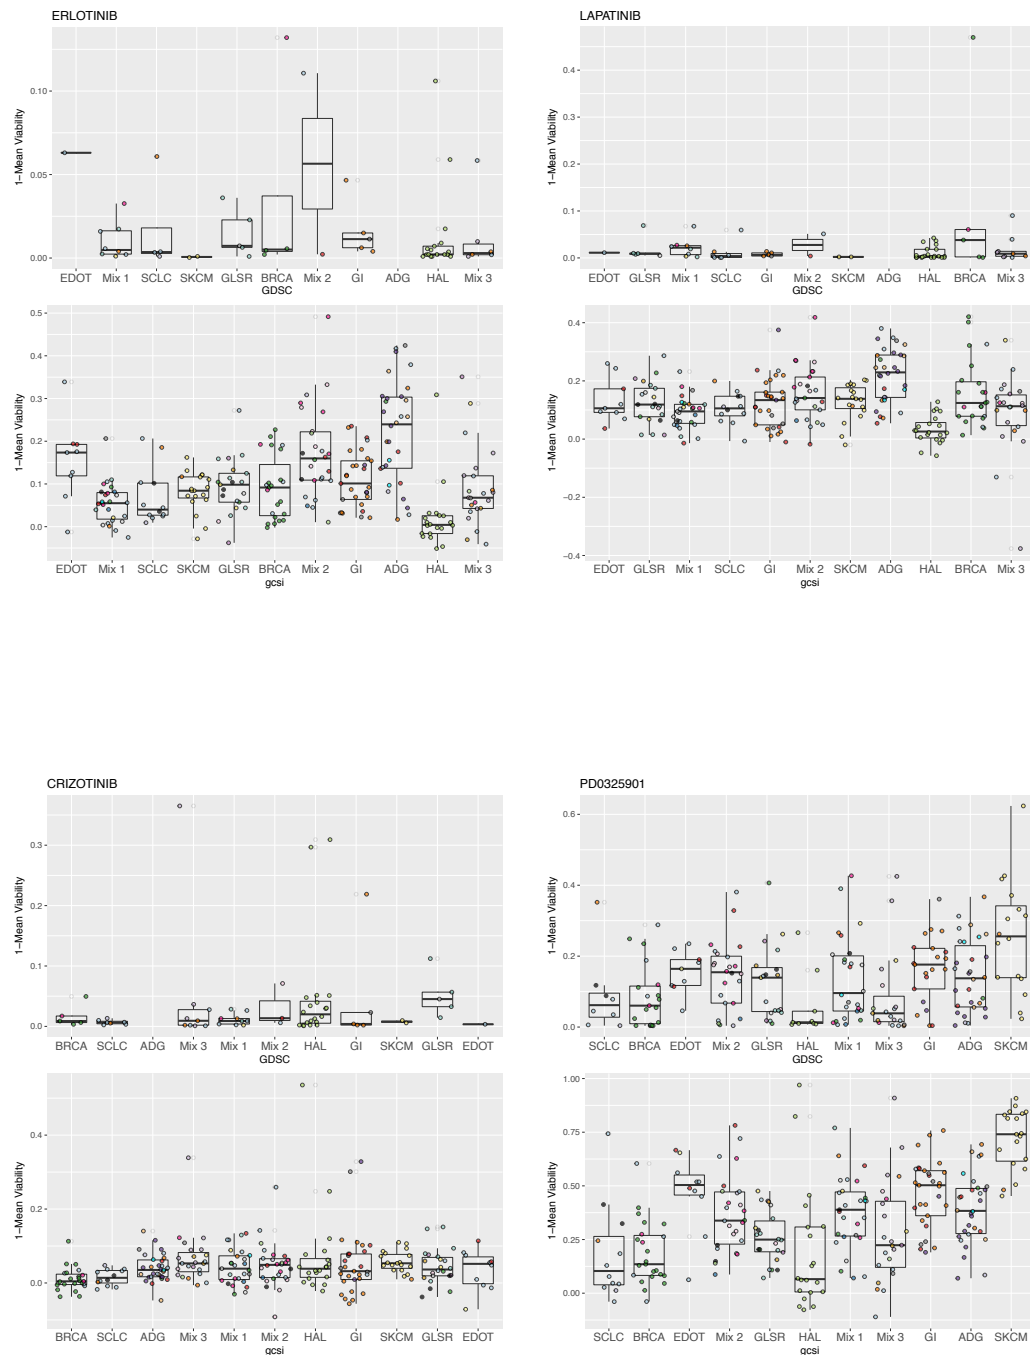 ERLOTINIB
1−Mean Viability
0.10
0.05
0.00
EDOT Mix 1 SCLC SKCM GLSR BRCA Mix 2 GI ADG HAL Mix 3
GDSC
1−Mean Viability
0.5
0.4
0.3
0.2
0.1
0.0
EDOT Mix 1 SCLC SKCM GLSR BRCA Mix 2 GI ADG HAL Mix 3
gcsi
LAPATINIB
1−Mean Viability
0.5
0.4
0.3
0.2
0.1
0.0
EDOT GLSR Mix 1 SCLC GI Mix 2 SKCM ADG HAL BRCA Mix 3
GDSC
1−Mean Viability
0.4
0.2
0.0
−0.2
−0.4
EDOT GLSR Mix 1 SCLC GI Mix 2 SKCM ADG HAL BRCA Mix 3
gcsi
CRIZOTINIB
1−Mean Viability
0.3
0.2
0.1
0.0
BRCA SCLC ADG Mix 3 Mix 1 Mix 2 HAL GI SKCM GLSR EDOT
GDSC
1−Mean Viability
0.4
0.2
0.0
BRCA SCLC ADG Mix 3 Mix 1 Mix 2 HAL GI SKCM GLSR EDOT
gcsi
PD0325901
1−Mean Viability
0.6
0.4
0.2
0.0
SCLC BRCA EDOT Mix 2 GLSR HAL Mix 1 Mix 3 GI ADG SKCM
GDSC
1−Mean Viability
1.00
0.75
0.50
0.25
0.00
SCLC BRCA EDOT Mix 2 GLSR HAL Mix 1 Mix 3 GI ADG SKCM
gcsi